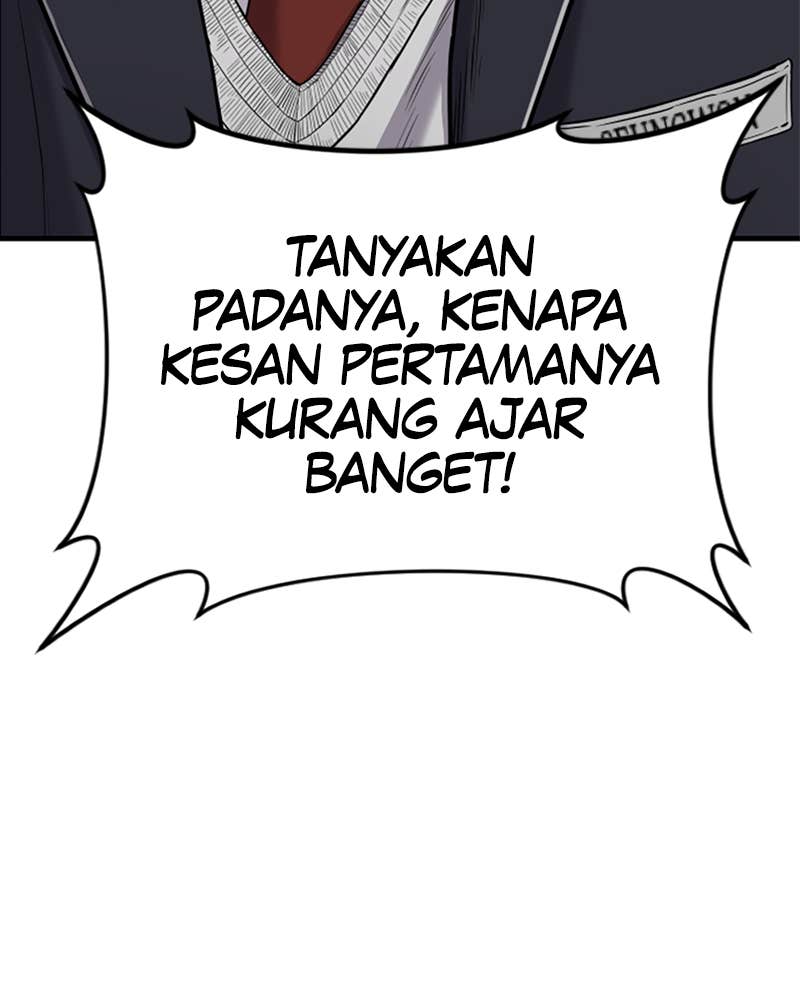 TANYAKAN
PADANYA, KENAPA
KESAN PERTAMANYA
KURANG AJAR
BANGET!